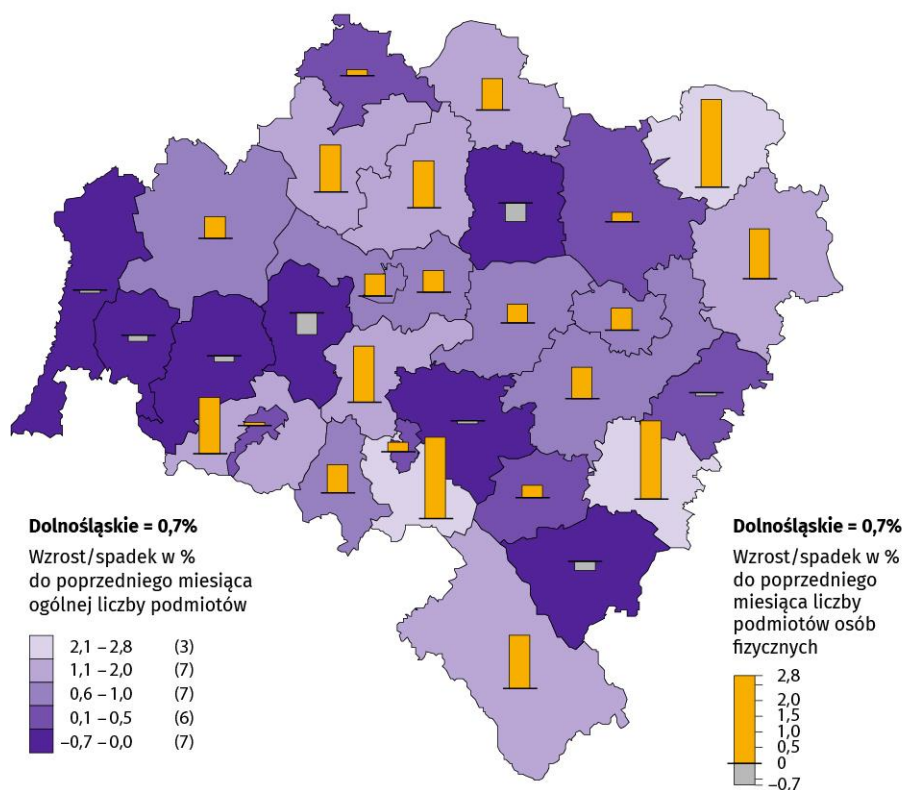 Dolnośląskie = 0,7%
Wzrost/spadek w %
do poprzedniego miesiąca
ogólnej liczby podmiotów
2,1 – 2,8 (3)
1,1 – 2,0 (7)
0,6 – 1,0 (7)
0,1 – 0,5 (6)
–0,7 – 0,0 (7)
Dolnośląskie = 0,7%
Wzrost/spadek w %
do poprzedniego
miesiąca liczby
podmiotów osób
fizycznych
2,8
2,0
1,5
1,0
0,5
0
–0,7